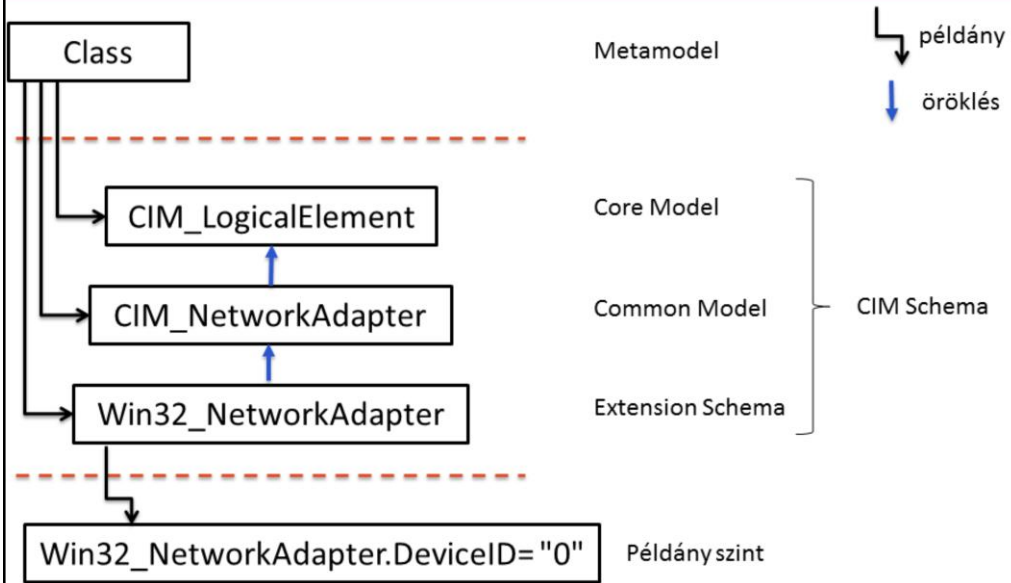 Class
Metamodel
példány
öröklés
CIM_LogicalElement
Core Model
CIM_NetworkAdapter
Common Model
CIM Schema
Win32_NetworkAdapter
Extension Schema
Win32_NetworkAdapter.DeviceID= "0"
Példány szint